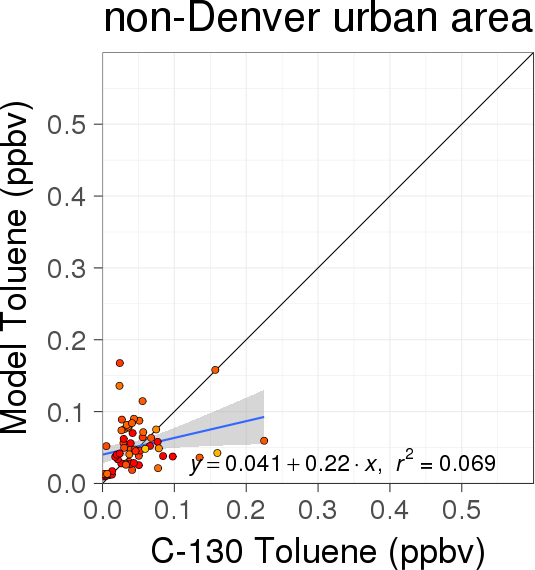 non-Denver urban area
Model Toluene (ppbv)
0.5
0.4
0.3
0.2
0.1
0.0
y = 0.041 + 0.22 · x, r² = 0.069
0.0 0.1 0.2 0.3 0.4 0.5
C-130 Toluene (ppbv)